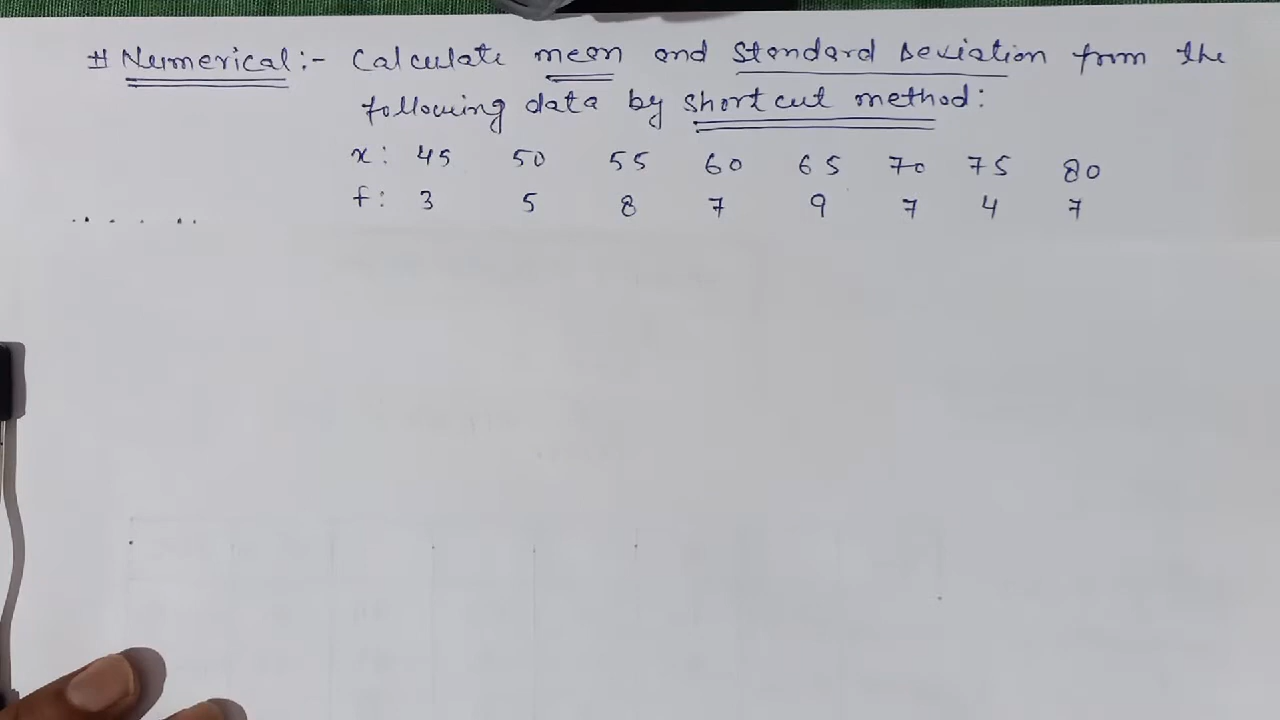 # Numerical:- Calculate mean and Standard Deviation from the
following data by short cut method:
x: 45 50 55 60 65 70 75 80
f: 3 5 8 7 9 7 4 7